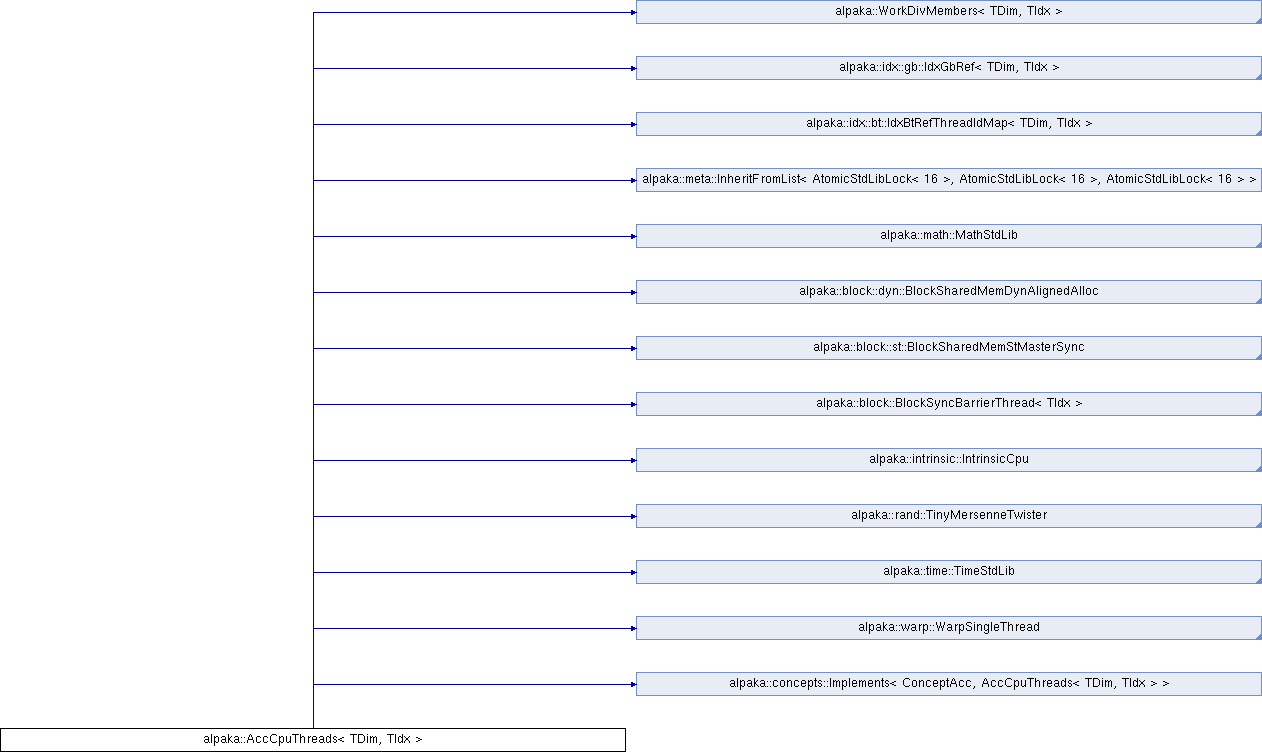 alpaka::WorkDivMembers< TDim, TIdx >
alpaka::idx::gb::IdxGbRef< TDim, TIdx >
alpaka::idx::bt::IdxBtRefThreadIdMap< TDim, TIdx >
alpaka::meta::InheritFromList< AtomicStdLibLock< 16 >, AtomicStdLibLock< 16 >, AtomicStdLibLock< 16 > >
alpaka::math::MathStdLib
alpaka::block::dyn::BlockSharedMemDynAlignedAlloc
alpaka::block::st::BlockSharedMemStMasterSync
alpaka::block::BlockSyncBarrierThread< TIdx >
alpaka::intrinsic::IntrinsicCpu
alpaka::rand::TinyMersenneTwister
alpaka::time::TimeStdLib
alpaka::warp::WarpSingleThread
alpaka::concepts::Implements< ConceptAcc, AccCpuThreads< TDim, TIdx > >
alpaka::AccCpuThreads< TDim, TIdx >